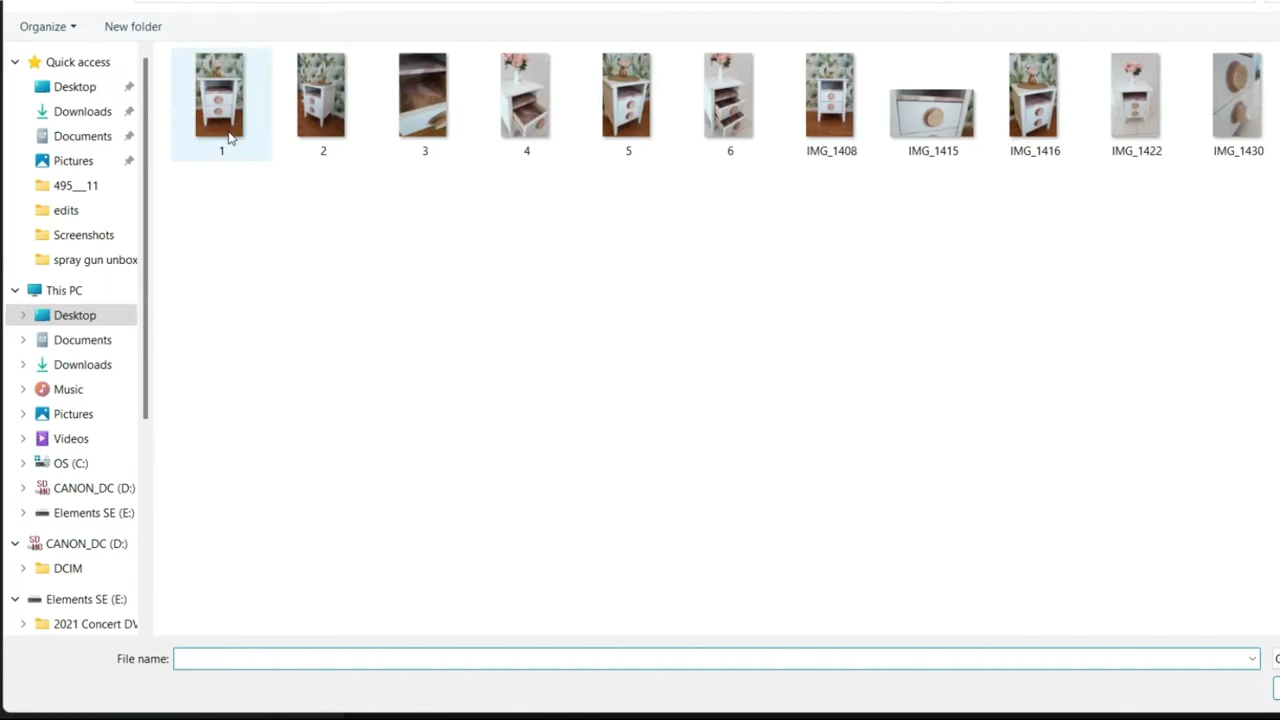 Organize
New folder
Quick access
Desktop
Downloads
Documents
Pictures
495___11
edits
Screenshots
spray gun unbox
This PC
Desktop
Documents
Downloads
Music
Pictures
Videos
OS (C:)
CANON_DC (D:)
Elements SE (E:)
CANON_DC (D:)
DCIM
Elements SE (E:)
2021 Concert DV
1
2
3
4
5
6
IMG_1408
IMG_1415
IMG_1416
IMG_1422
IMG_1430
File name: